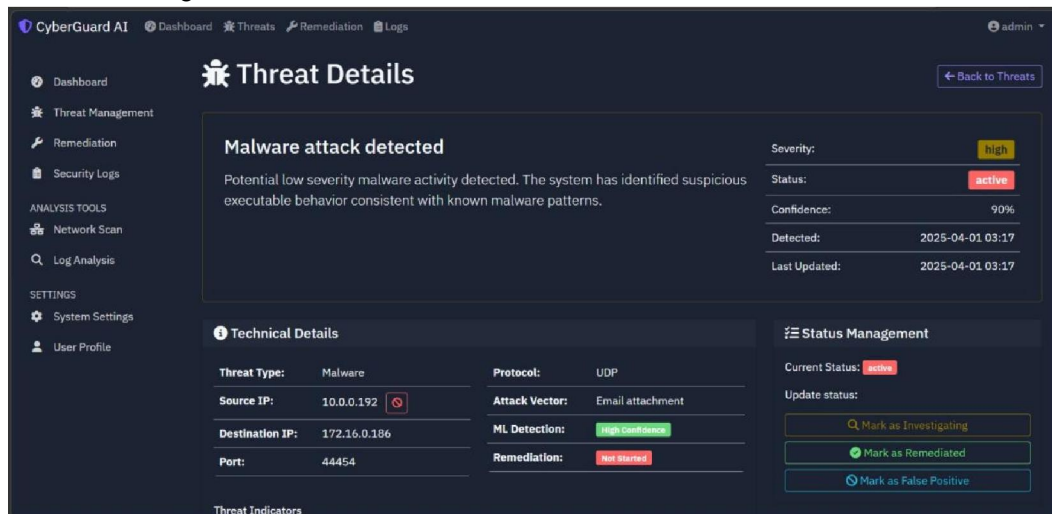 CyberGuard AI Dashboard Threats Remediation Logs admin
Dashboard
Threat Management
Remediation
Security Logs
ANALYSIS TOOLS
Network Scan
Log Analysis
SETTINGS
System Settings
User Profile
Threat Details
Back to Threats
Malware attack detected
Potential low severity malware activity detected. The system has identified suspicious
executable behavior consistent with known malware patterns.
Severity: high
Status: active
Confidence: 90%
Detected: 2025-04-01 03:17
Last Updated: 2025-04-01 03:17
Technical Details
Threat Type: Malware
Source IP: 10.0.0.192
Destination IP: 172.16.0.186
Port: 44454
Protocol: UDP
Attack Vector: Email attachment
ML Detection: High Confidence
Remediation: Not Started
Threat Indicators
Status Management
Current Status: active
Update status:
Mark as Investigating
Mark as Remediated
Mark as False Positive